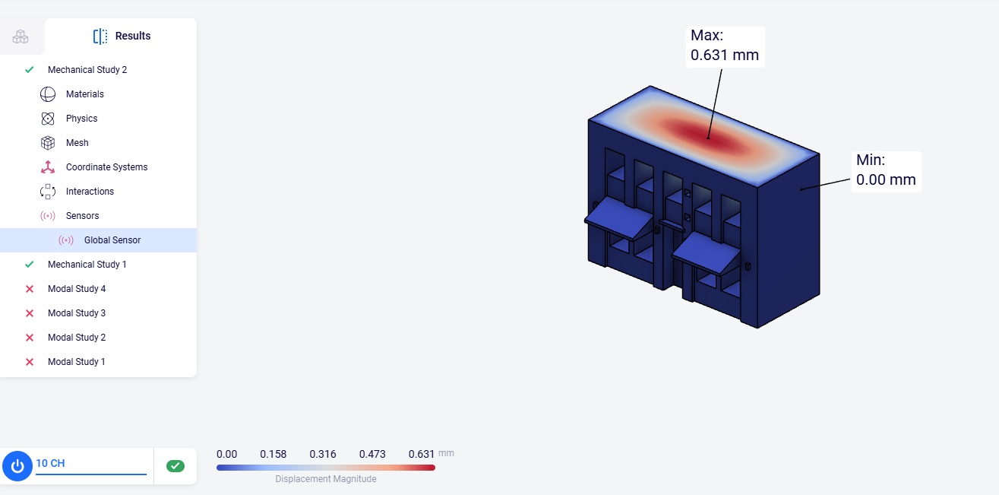 Results
Mechanical Study 2
Materials
Physics
Mesh
Coordinate Systems
Interactions
Sensors
Global Sensor
Mechanical Study 1
Modal Study 4
Modal Study 3
Modal Study 2
Modal Study 1
10 CH
Max:
0.631 mm
Min:
0.00 mm
0.00 0.158 0.316 0.473 0.631 mm
Displacement Magnitude